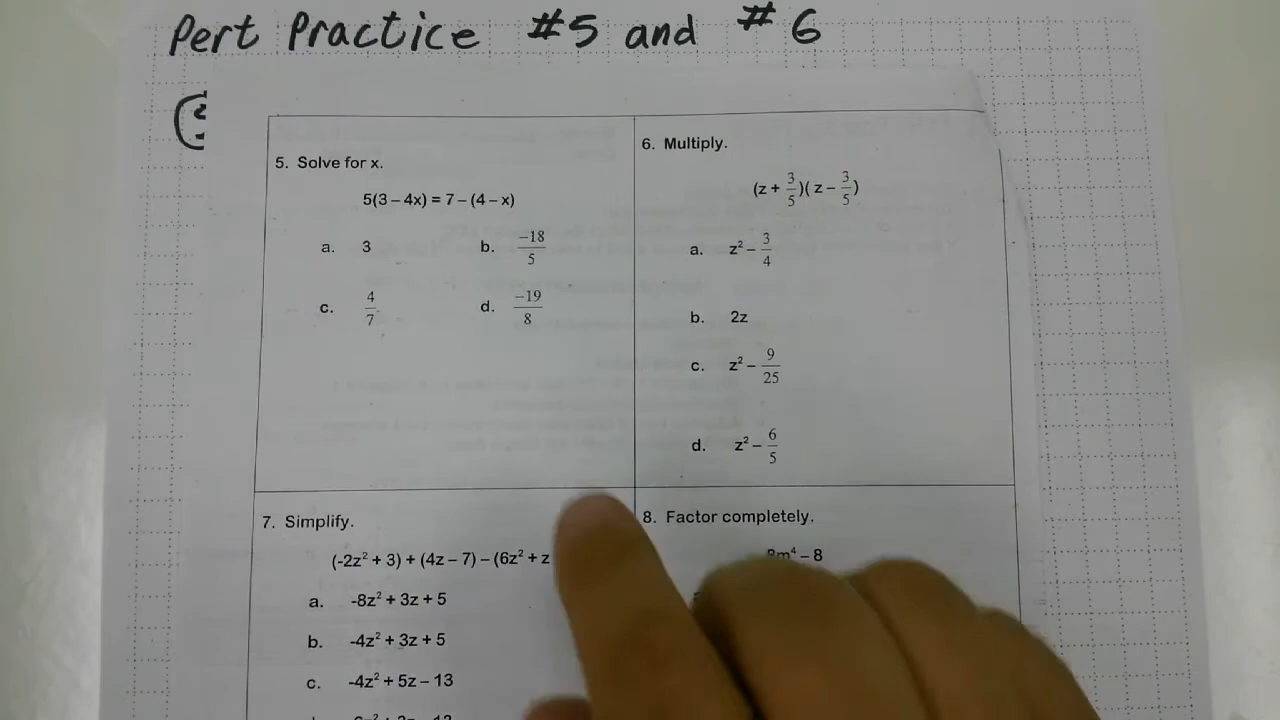 Pert Practice #5 and #6
5. Solve for x.
5(3 – 4x) = 7 – (4 – x)
a. 3
b. –18/5
c. 4/7
d. –19/8
6. Multiply.
(z + 3/5)(z – 3/5)
a. z² – 3/4
b. 2z
c. z² – 9/25
d. z² – 6/5
7. Simplify.
(-2z² + 3) + (4z – 7) – (6z² + z
a. -8z² + 3z + 5
b. -4z² + 3z + 5
c. -4z² + 5z – 13
8. Factor completely.
8m⁴ – 8